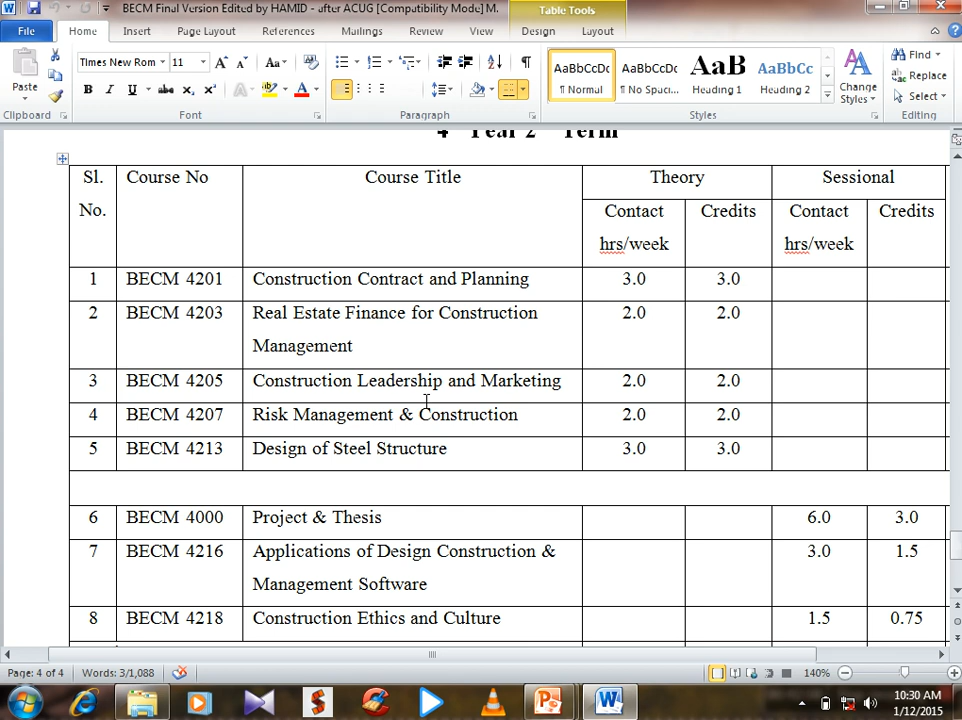 BECM Final Version Edited by HAMID - after ACUG [Compatibility Mode] M.
Table Tools
File Home Insert Page Layout References Mailings Review View Design Layout
Times New Rom 11
Paste
AaBbCcDc AaBbCcDc AaB AaBbCc
¶ Normal ¶ No Spaci... Heading 1 Heading 2
Change Styles
Find
Replace
Select
Clipboard Font Paragraph Styles Editing
4 Year 2 Term
Sl. No. Course No Course Title Theory Sessional
Contact hrs/week Credits Contact hrs/week Credits
1 BECM 4201 Construction Contract and Planning 3.0 3.0
2 BECM 4203 Real Estate Finance for Construction 2.0 2.0
Management
3 BECM 4205 Construction Leadership and Marketing 2.0 2.0
4 BECM 4207 Risk Management & Construction 2.0 2.0
5 BECM 4213 Design of Steel Structure 3.0 3.0
6 BECM 4000 Project & Thesis 6.0 3.0
7 BECM 4216 Applications of Design Construction & 3.0 1.5
Management Software
8 BECM 4218 Construction Ethics and Culture 1.5 0.75
Page: 4 of 4 Words: 3/1,088 140%
10:30 AM
1/12/2015